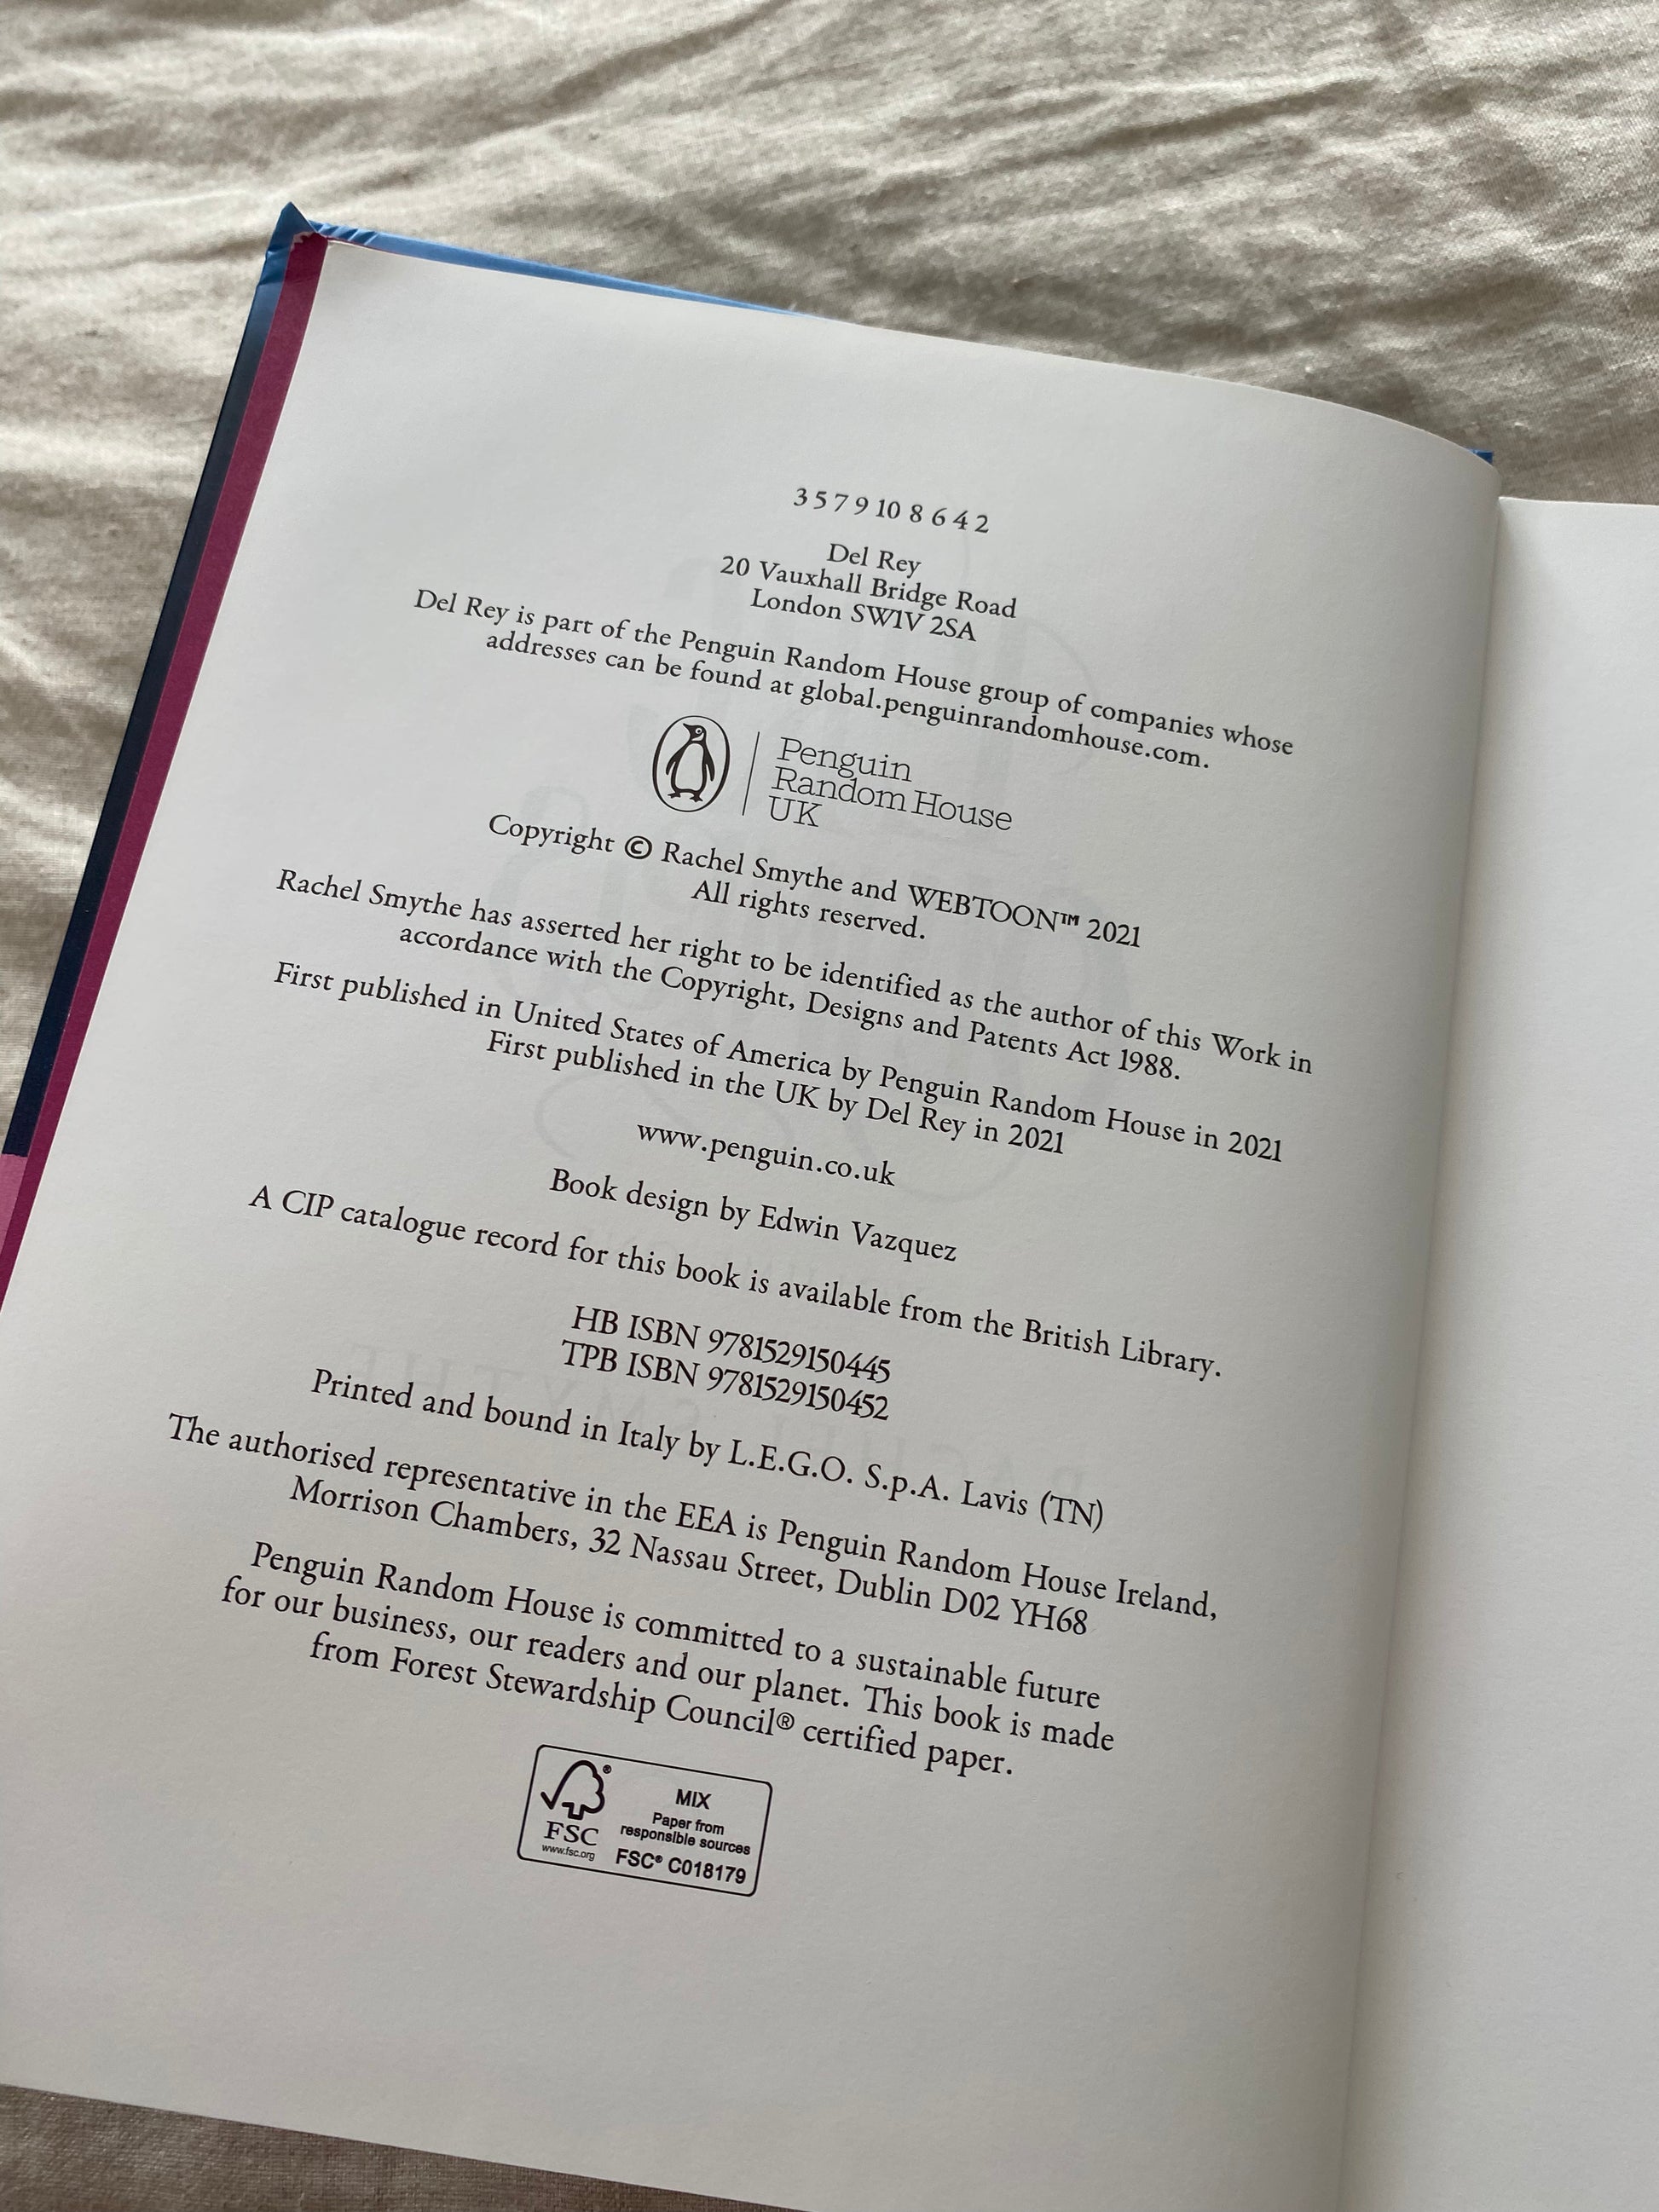 3 5 7 9 10 8 6 4 2
Del Rey
20 Vauxhall Bridge Road
London SW1V 2SA
Del Rey is part of the Penguin Random House group of companies whose
addresses can be found at global.penguinrandomhouse.com.
Penguin
Random House
UK
Copyright © Rachel Smythe and WEBTOON™ 2021
All rights reserved.
Rachel Smythe has asserted her right to be identified as the author of this Work in
accordance with the Copyright, Designs and Patents Act 1988.
First published in United States of America by Penguin Random House in 2021
First published in the UK by Del Rey in 2021
www.penguin.co.uk
Book design by Edwin Vazquez
A CIP catalogue record for this book is available from the British Library.
HB ISBN 9781529150445
TPB ISBN 9781529150452
Printed and bound in Italy by L.E.G.O. S.p.A. Lavis (TN)
The authorised representative in the EEA is Penguin Random House Ireland,
Morrison Chambers, 32 Nassau Street, Dublin D02 YH68
Penguin Random House is committed to a sustainable future
for our business, our readers and our planet. This book is made
from Forest Stewardship Council® certified paper.
®
FSC
www.fsc.org
MIX
Paper from
responsible sources
FSC® C018179